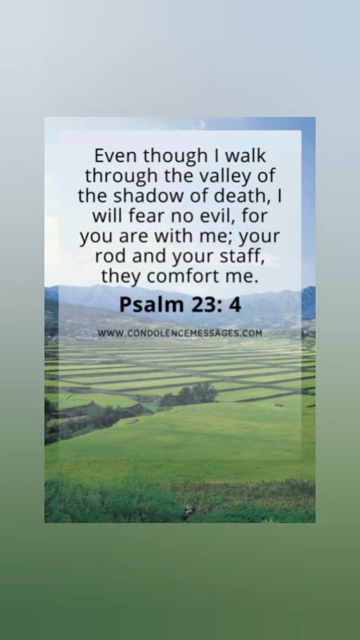 Even though I walk
through the valley of
the shadow of death, I
will fear no evil, for
you are with me; your
rod and your staff,
they comfort me.
Psalm 23: 4
WWW.CONDOLENCEMESSAGES.COM